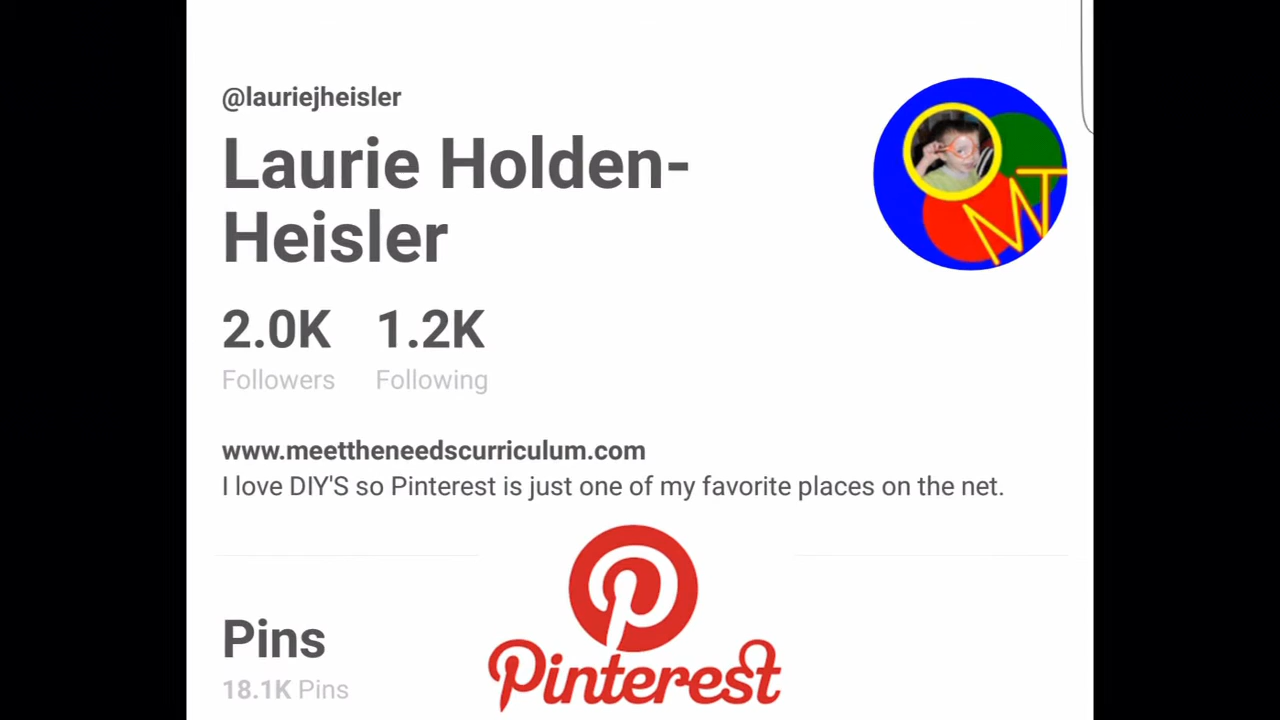 @lauriejheisler
Laurie Holden-
Heisler
2.0K 1.2K
Followers Following
www.meettheneedscurriculum.com
I love DIY'S so Pinterest is just one of my favorite places on the net.
MT
Pins
18.1K Pins
Pinterest